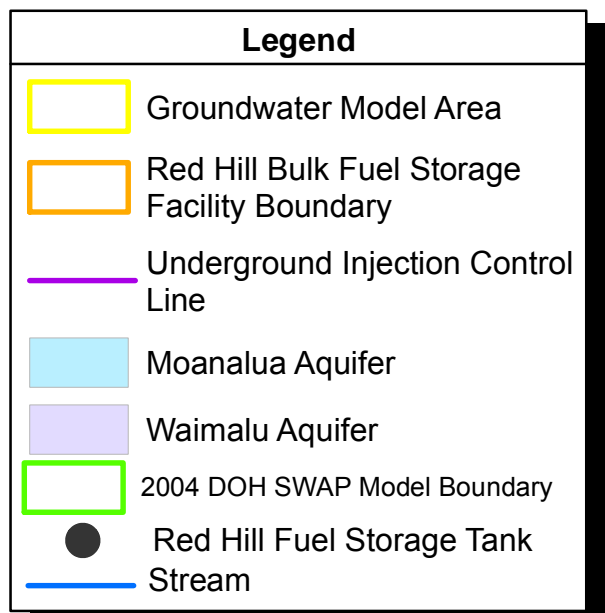 Legend
Groundwater Model Area
Red Hill Bulk Fuel Storage
Facility Boundary
Underground Injection Control
Line
Moanalua Aquifer
Waimalu Aquifer
2004 DOH SWAP Model Boundary
Red Hill Fuel Storage Tank
Stream